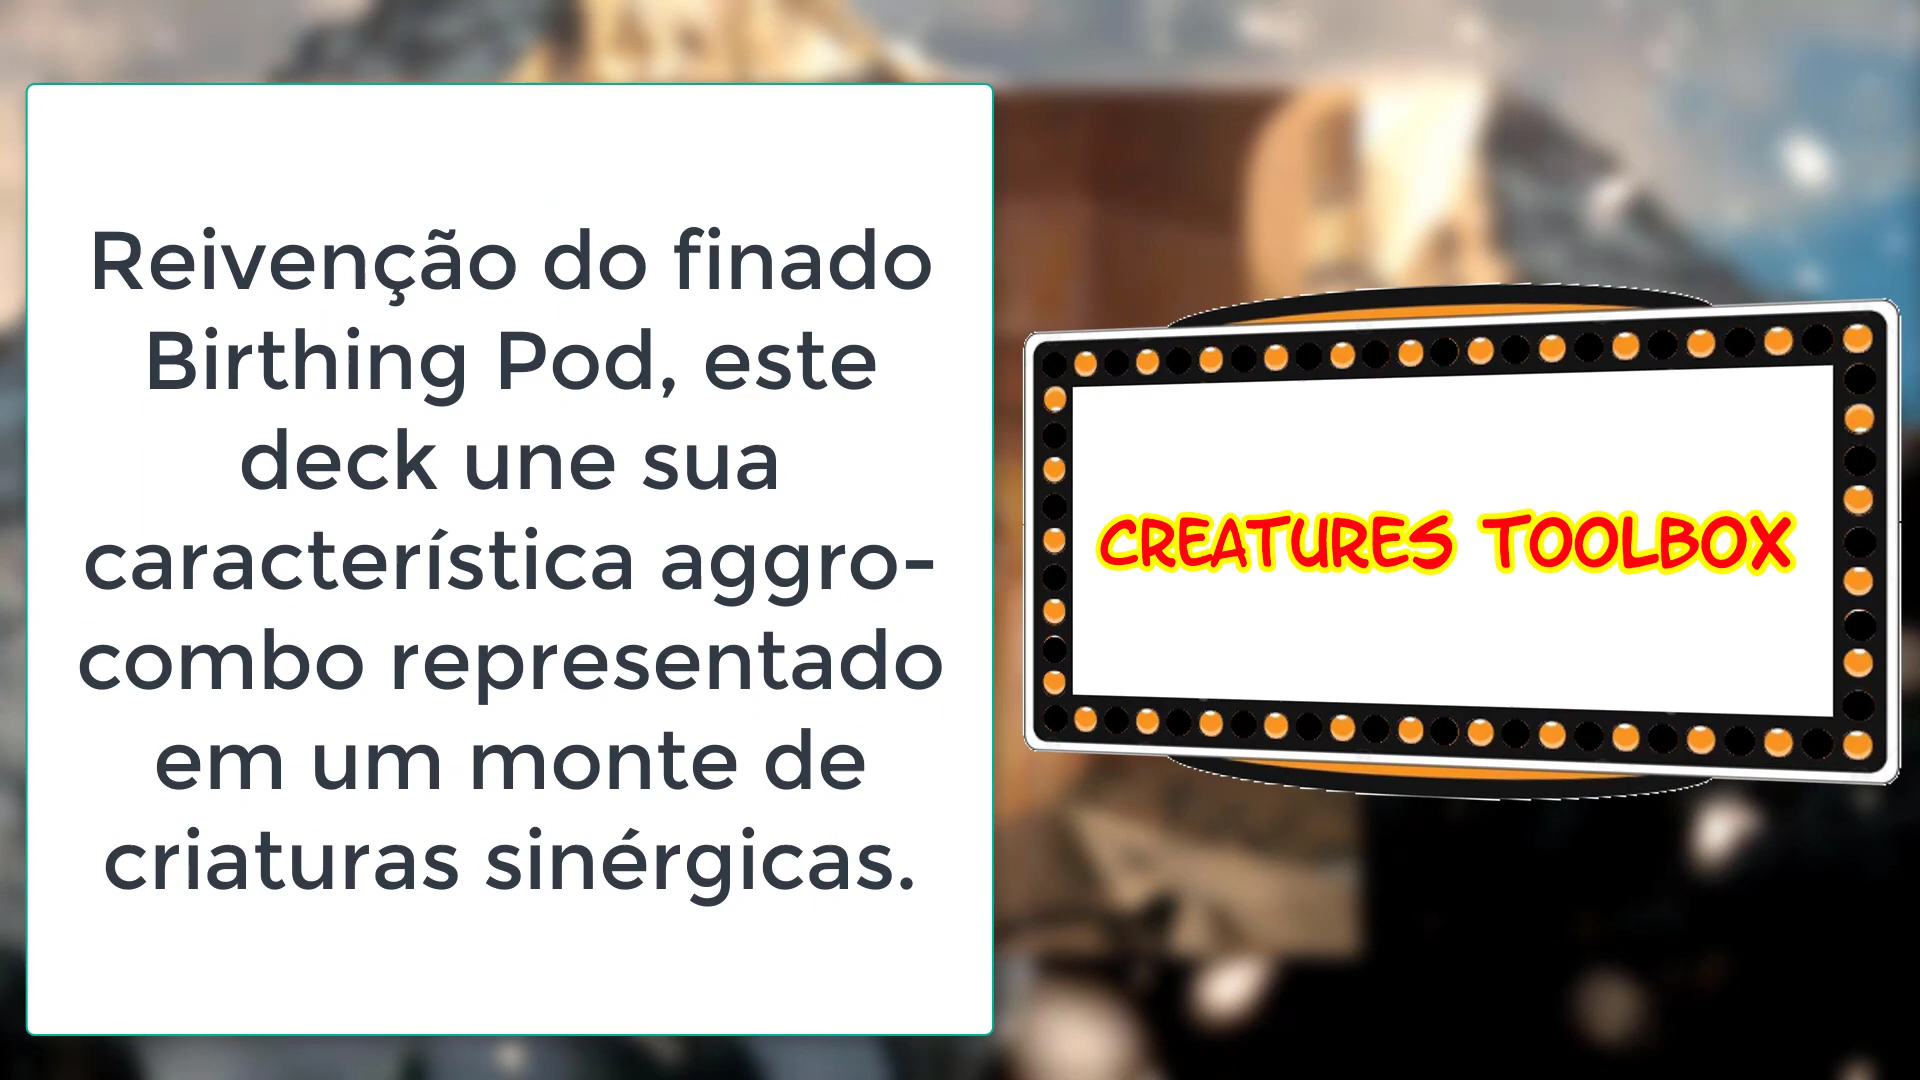 Reivenção do finado
Birthing Pod, este
deck une sua
característica aggro-
combo representado
em um monte de
criaturas sinérgicas.
CREATURES TOOLBOX